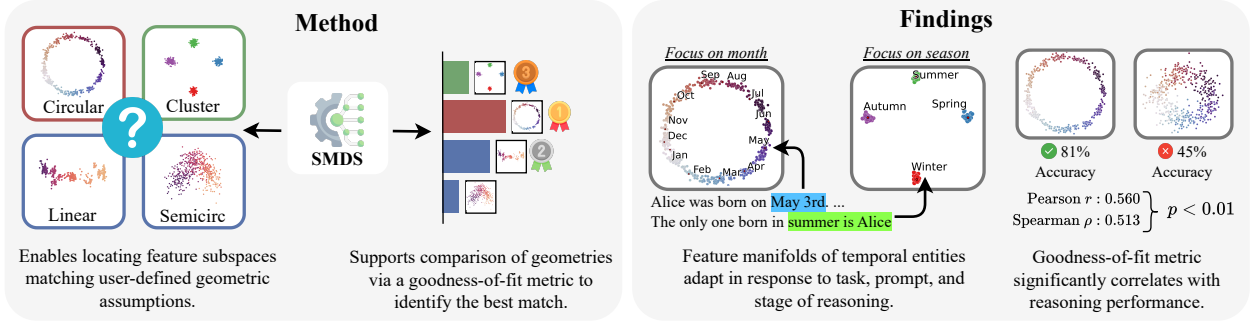 Method
Circular
Cluster
?
Linear
Semicirc
SMDS
3
1
2
Enables locating feature subspaces
matching user-defined geometric
assumptions.
Supports comparison of geometries
via a goodness-of-fit metric to
identify the best match.
Findings
Focus on month
Sep
Aug
Oct
Jul
Nov
Jun
Dec
May
Jan
Feb
Mar
Apr
Focus on season
Summer
Autumn
Spring
Winter
Alice was born on May 3rd. ...
The only one born in summer is Alice
Feature manifolds of temporal entities
adapt in response to task, prompt, and
stage of reasoning.
81%
Accuracy
45%
Accuracy
Pearson r : 0.560
Spearman ρ : 0.513
p < 0.01
Goodness-of-fit metric
significantly correlates with
reasoning performance.